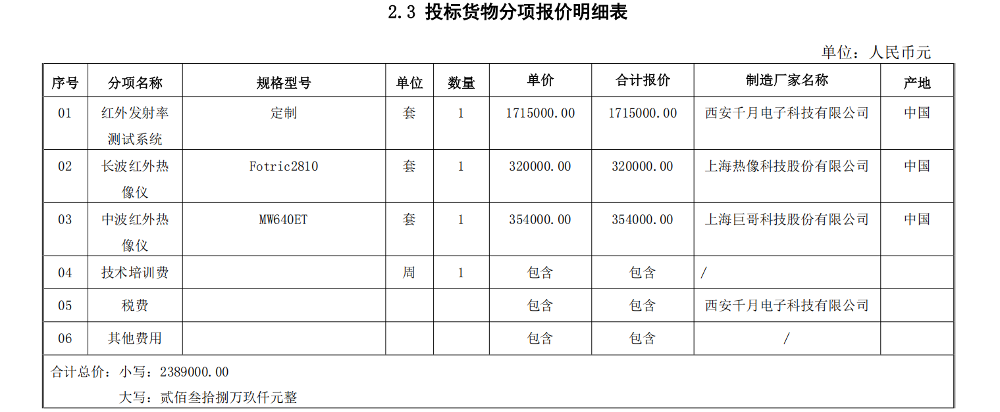 2.3 投标货物分项报价明细表
单位：人民币元
序号 分项名称 规格型号 单位 数量 单价 合计报价 制造厂家名称 产地
01 红外发射率 定制 套 1 1715000.00 1715000.00 西安千月电子科技有限公司 中国
测试系统
02 长波红外热 Fotric2810 套 1 320000.00 320000.00 上海热像科技股份有限公司 中国
像仪
03 中波红外热 MW640ET 套 1 354000.00 354000.00 上海巨哥科技股份有限公司 中国
像仪
04 技术培训费 周 1 包含 包含 /
05 税费 包含 包含 西安千月电子科技有限公司
06 其他费用 包含 包含 /
合计总价：小写：2389000.00
大写：贰佰叁拾捌万玖仟元整